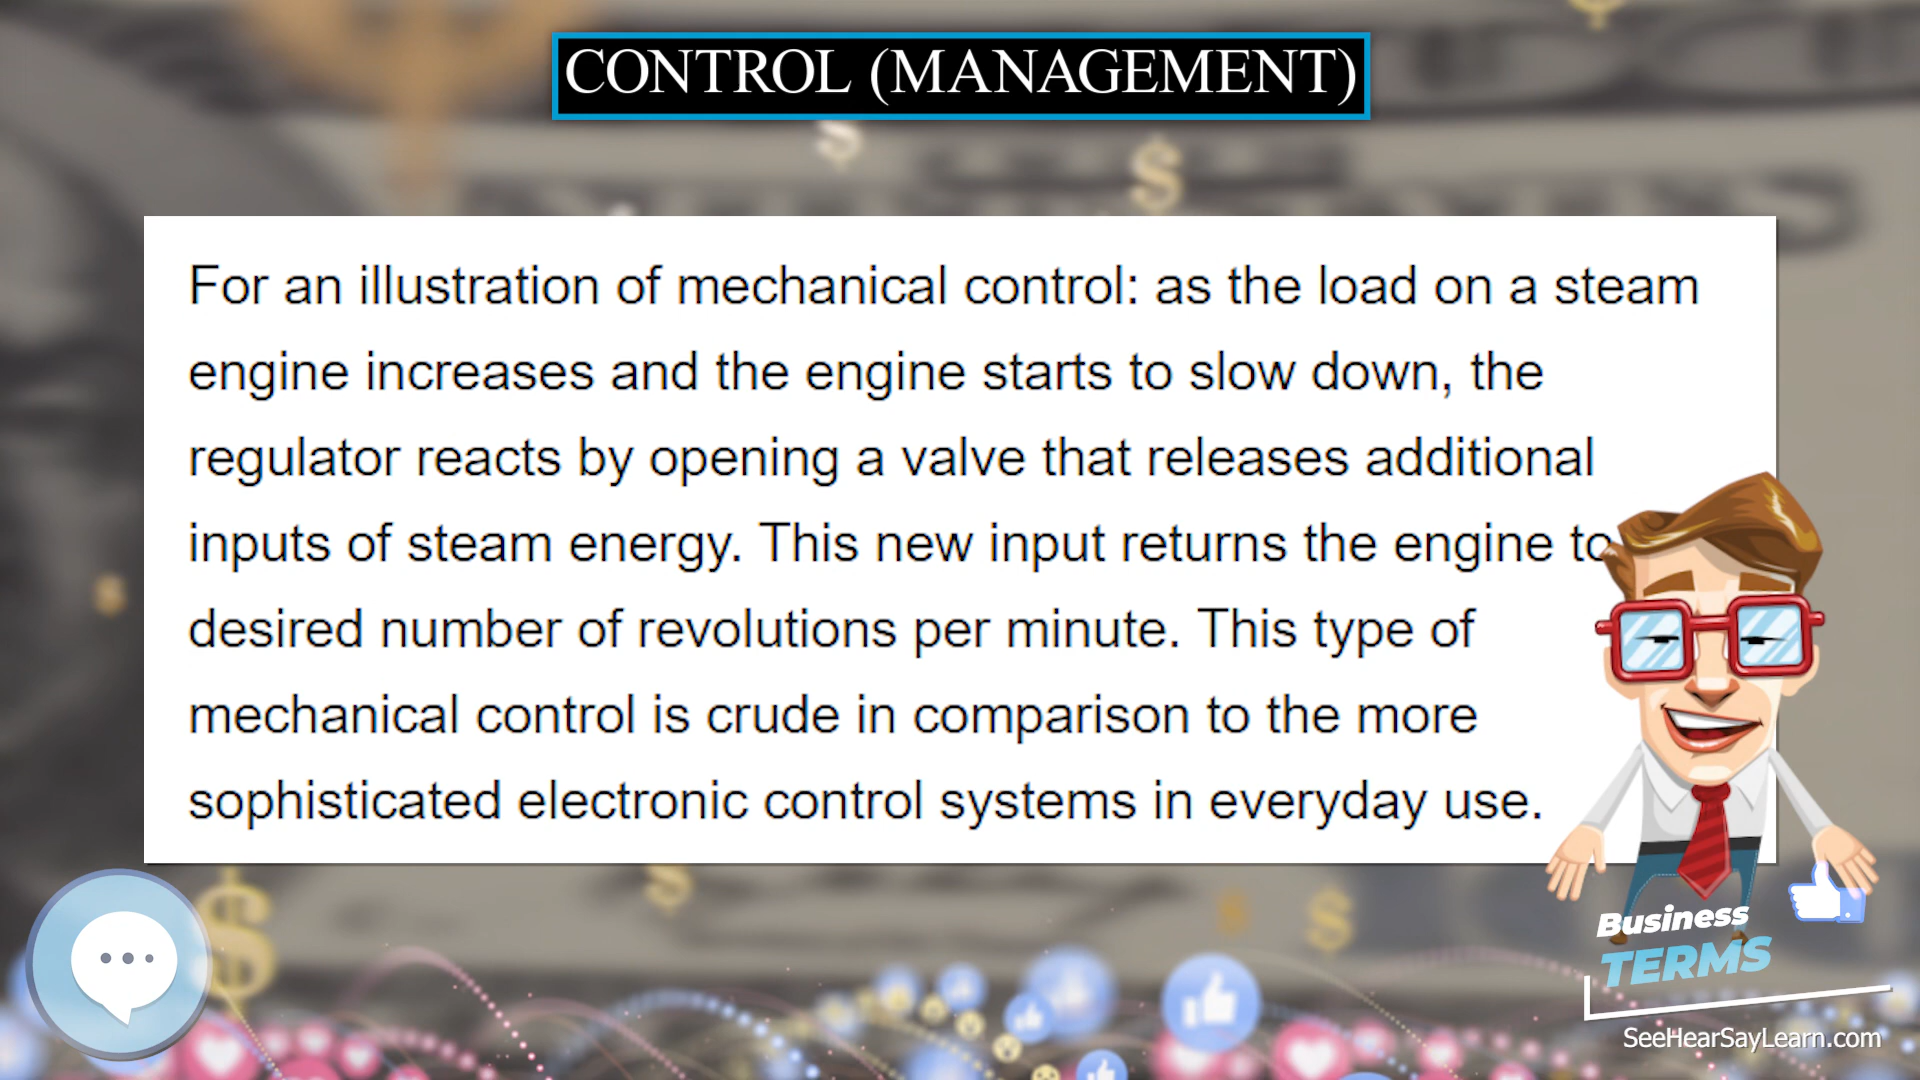 CONTROL (MANAGEMENT)
For an illustration of mechanical control: as the load on a steam
engine increases and the engine starts to slow down, the
regulator reacts by opening a valve that releases additional
inputs of steam energy. This new input returns the engine to
desired number of revolutions per minute. This type of
mechanical control is crude in comparison to the more
sophisticated electronic control systems in everyday use.
Business
TERMS
SeeHearSayLearn.com